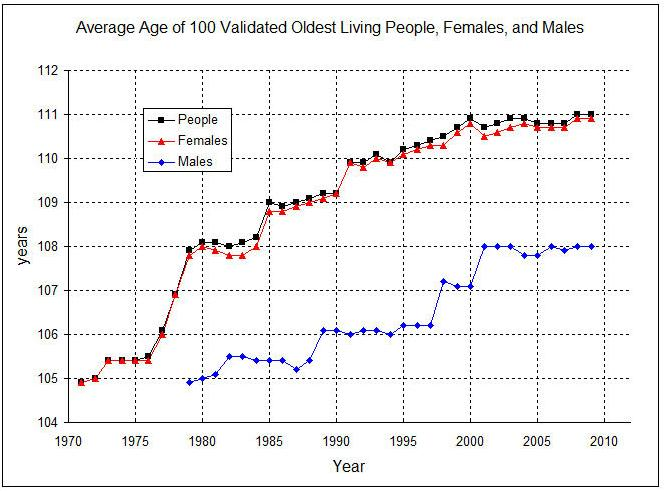 Average Age of 100 Validated Oldest Living People, Females, and Males
112
111
110
109
108
107
106
105
104
years
People
Females
Males
1970 1975 1980 1985 1990 1995 2000 2005 2010
Year